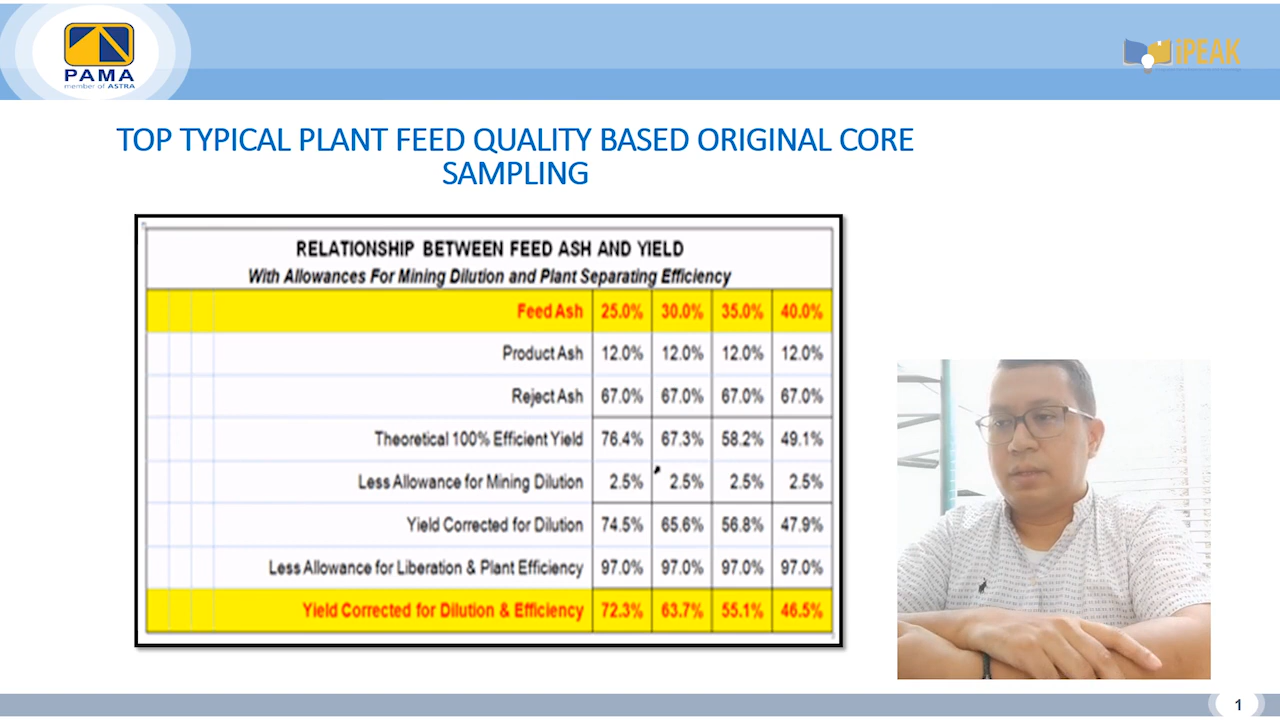 PAMA
member of ASTRA
iPEAK
TOP TYPICAL PLANT FEED QUALITY BASED ORIGINAL CORE
SAMPLING
RELATIONSHIP BETWEEN FEED ASH AND YIELD
With Allowances For Mining Dilution and Plant Separating Efficiency
Feed Ash 25.0% 30.0% 35.0% 40.0%
Product Ash 12.0% 12.0% 12.0% 12.0%
Reject Ash 67.0% 67.0% 67.0% 67.0%
Theoretical 100% Efficient Yield 76.4% 67.3% 58.2% 49.1%
Less Allowance for Mining Dilution 2.5% 2.5% 2.5% 2.5%
Yield Corrected for Dilution 74.5% 65.6% 56.8% 47.9%
Less Allowance for Liberation & Plant Efficiency 97.0% 97.0% 97.0% 97.0%
Yield Corrected for Dilution & Efficiency 72.3% 63.7% 55.1% 46.5%
1